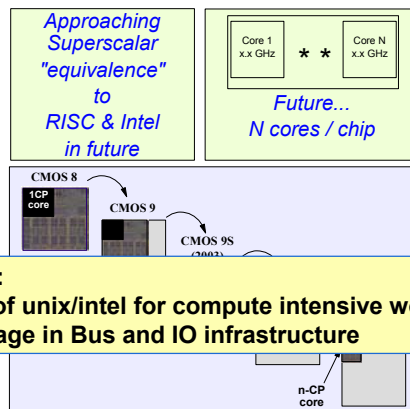 Approaching
Superscalar
"equivalence"
to
RISC & Intel
in future
Core 1
x.x GHz
* *
Core N
x.x GHz
Future...
N cores / chip
CMOS 8
1CP
core
CMOS 9
CMOS 9S
(2003)
:
of unix/intel for compute intensive w
age in Bus and IO infrastructure
n-CP
core